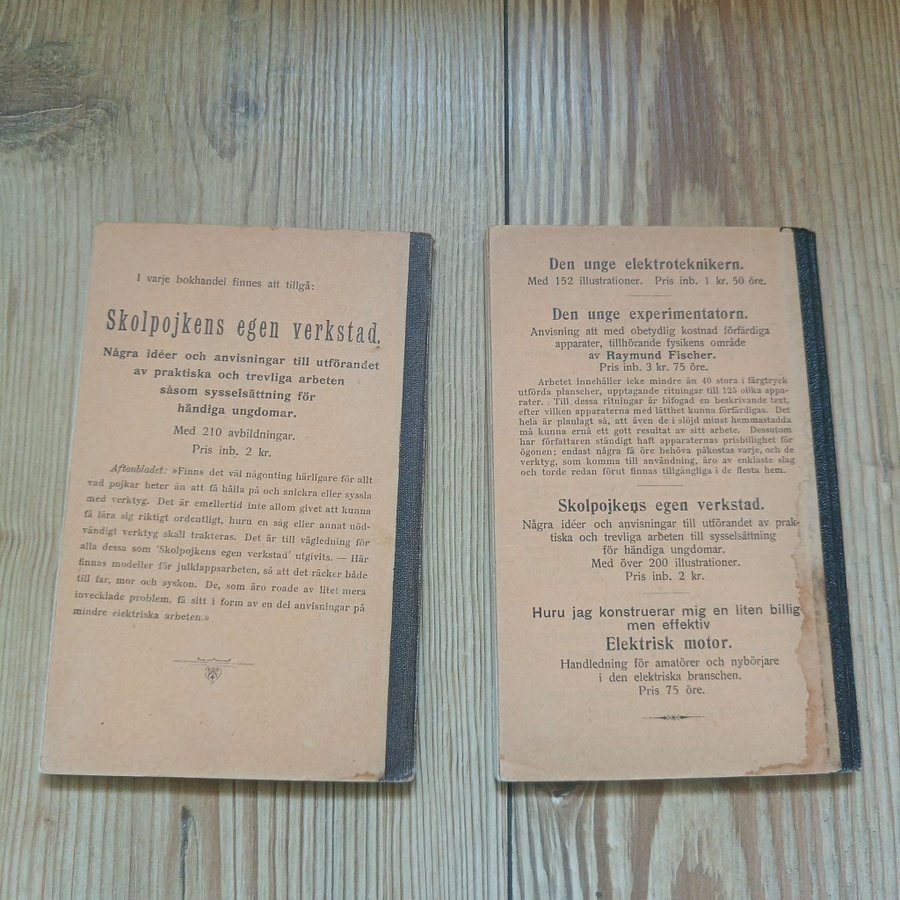 I varje bokhandel finnes att tillgå:
Skolpojkens egen verkstad.
Några idéer och anvisningar till utförandet
av praktiska och trevliga arbeten
såsom sysselsättning för
händiga ungdomar.
Med 210 avbildningar.
Pris inb. 2 kr.
Aftonbladet: »Finns det väl någonting härligare för allt
vad pojkar heter än att få hålla på och snickra eller syssla
med verktyg. Det är emellertid inte allom givet att kunna
få lära sig riktigt ordentligt, huru en såg eller annat nöd-
vändigt verktyg skall trakteras. Det är till vägledning för
alla dessa som 'Skolpojkens egen verkstad' utgivits. — Här
finnas modeller för julklappsarbeten, så att det räcker både
till far, mor och syskon. De, som äro roade av litet mera
invecklade problem, få sitt i form av en del anvisningar på
mindre elektriska arbeten.»
Den unge elektroteknikern.
Med 152 illustrationer. Pris inb. 1 kr. 50 öre.
Den unge experimentatorn.
Anvisning att med obetydlig kostnad förfärdiga
apparater, tillhörande fysikens område
av Raymund Fischer.
Pris inb. 3 kr. 75 öre.
Arbetet innehåller icke mindre än 40 stora i färgtryck
utförda planscher, upptagande ritningar till 125 olika appa-
rater. Till dessa ritningar är bifogad en beskrivande text,
efter vilken apparaterna med lätthet kunna förfärdigas. Det
hela är planlagt så, att även de i slöjd minst hemmastadda
må kunna ernå ett gott resultat av sitt arbete. Dessutom
har författaren ständigt haft apparaternas prisbillighet för
ögonen; endast några få öre behöva påkostas varje, och de
verktyg, som komma till användning, äro av enklaste slag
och torde redan förut finnas tillgängliga i de flesta hem.
Skolpojkens egen verkstad.
Några idéer och anvisningar till utförandet av prak-
tiska och trevliga arbeten till sysselsättning
för händiga ungdomar.
Med över 200 illustrationer.
Pris inb. 2 kr.
Huru jag konstruerar mig en liten billig
men effektiv
Elektrisk motor.
Handledning för amatörer och nybörjare
i den elektriska branschen.
Pris 75 öre.